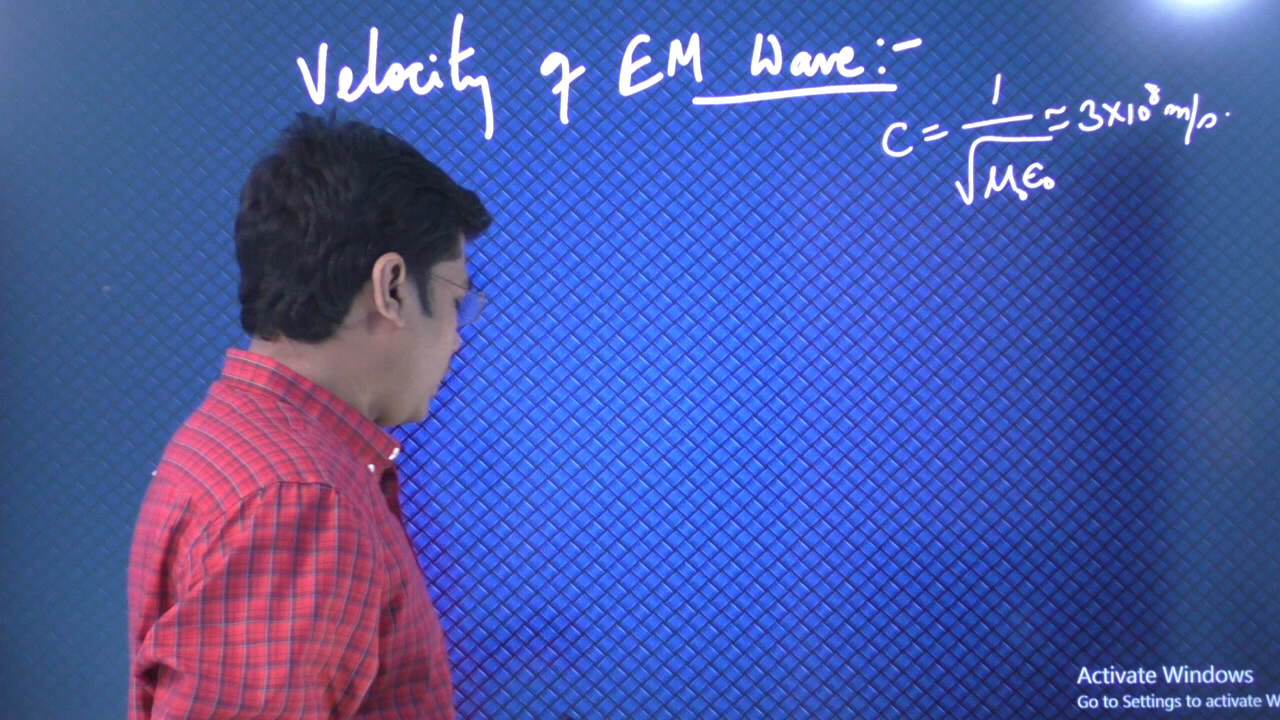 Velocity of EM Wave:-
C = 1/√μ₀ε₀ ≈ 3×10⁸ m/s.
Activate Windows
Go to Settings to activate W